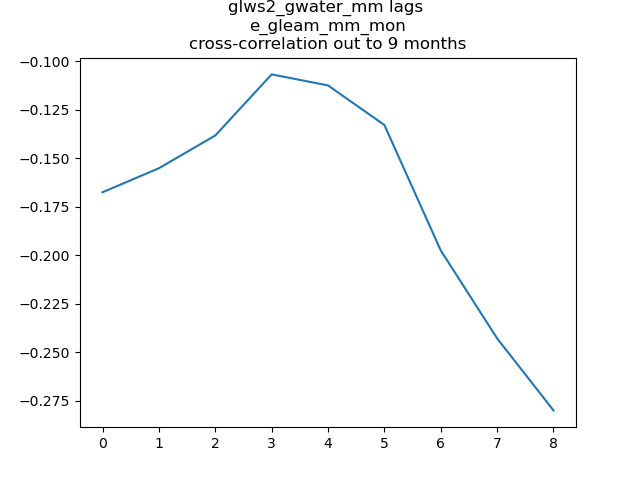 glws2_gwater_mm lags
e_gleam_mm_mon
cross-correlation out to 9 months
−0.100
−0.125
−0.150
−0.175
−0.200
−0.225
−0.250
−0.275
0 1 2 3 4 5 6 7 8